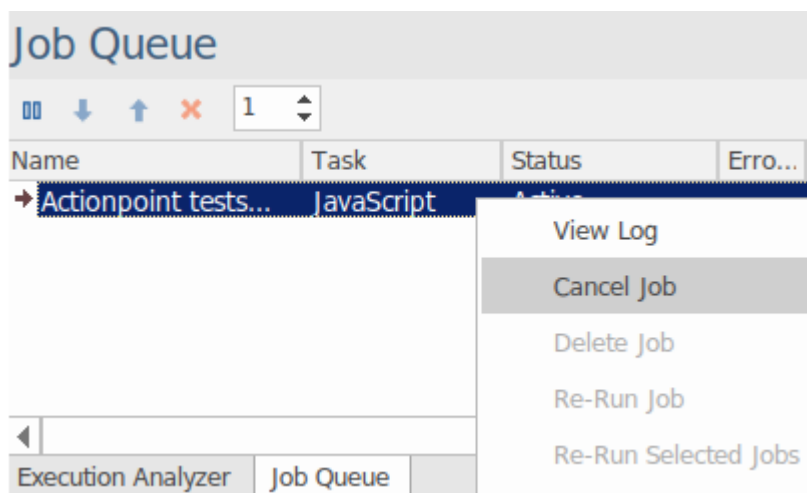 Job Queue
1
Name Task Status Erro...
Actionpoint tests... JavaScript Active
View Log
Cancel Job
Delete Job
Re-Run Job
Re-Run Selected Jobs
Execution Analyzer Job Queue